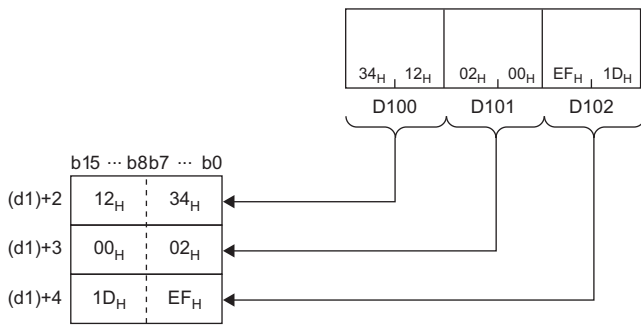 34H 12H 02H 00H EFH 1DH
D100 D101 D102
b15 ··· b8b7 ··· b0
(d1)+2 12H 34H
(d1)+3 00H 02H
(d1)+4 1DH EFH